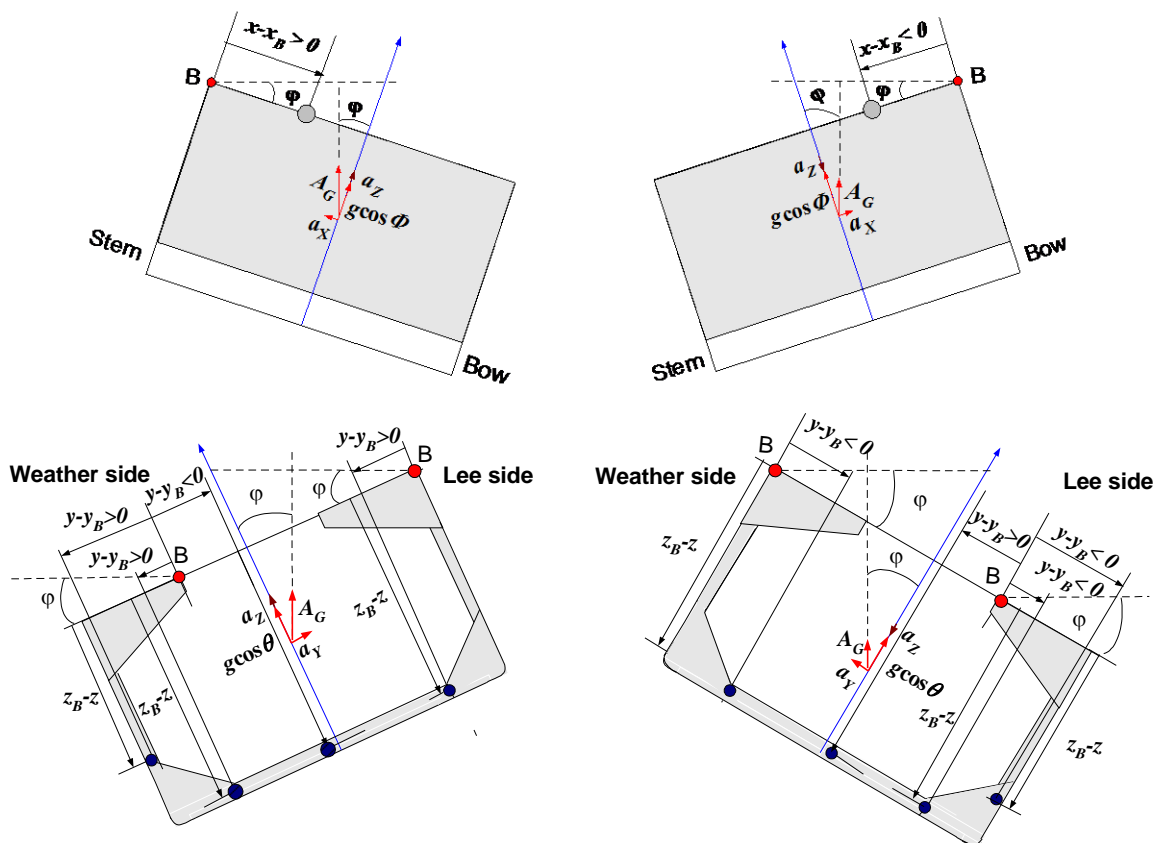 x-x_B > 0
B
φ
φ
A_G
a_Z
g cos Φ
a_X
Stern
Bow
x-x_B < 0
B
φ
φ
a_Z
A_G
g cos Φ
a_X
Bow
Stern
Weather side
y-y_B<0
y-y_B>0
y-y_B>0
B
φ
φ
φ
y-y_B>0
B
Lee side
a_Z
A_G
a_Y
g cos θ
z_B-z
z_B-z
z_B-z
Weather side
B
y-y_B< 0
φ
Lee side
y-y_B>0
y-y_B< 0
y-y_B< 0
B
φ
φ
z_B-z
A_G
a_Z
a_Y
g cos θ
z_B-z
z_B-z